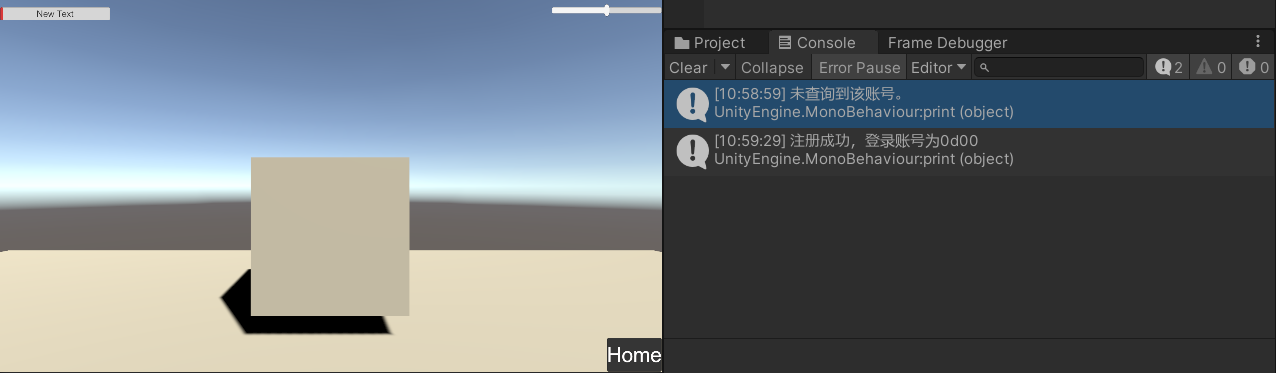 New Text
Home
Project
Console
Frame Debugger
Clear
Collapse
Error Pause
Editor
2
0
0
[10:58:59] 未查询到该账号。
UnityEngine.MonoBehaviour:print (object)
[10:59:29] 注册成功，登录账号为0d00
UnityEngine.MonoBehaviour:print (object)